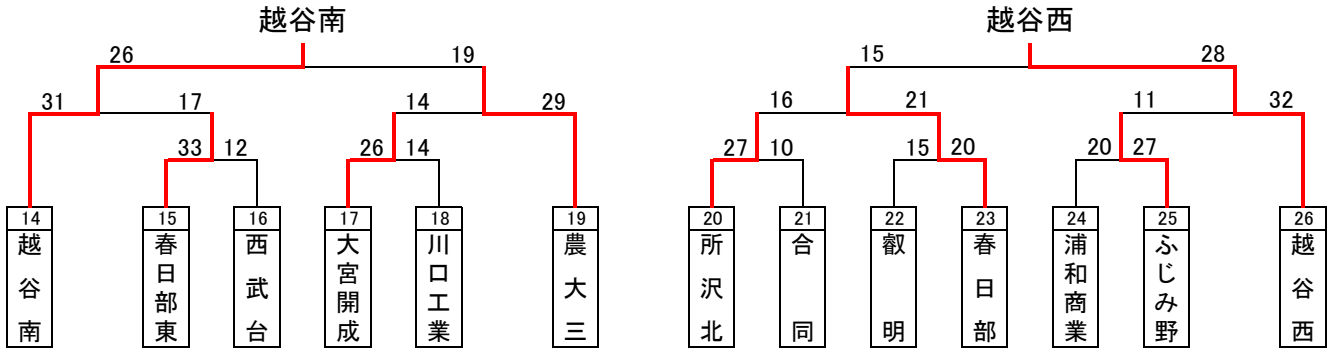 越谷南 越谷西
26 19 15 28
31 17 14 29 16 21 11 32
33 12 26 14 27 10 15 20 20 27
14 15 16 17 18 19 20 21 22 23 24 25 26
越谷南
春日部東
西武台
大宮開成
川口工業
農大三
所沢北
合同
叡明
春日部
浦和商業
ふじみ野
越谷西